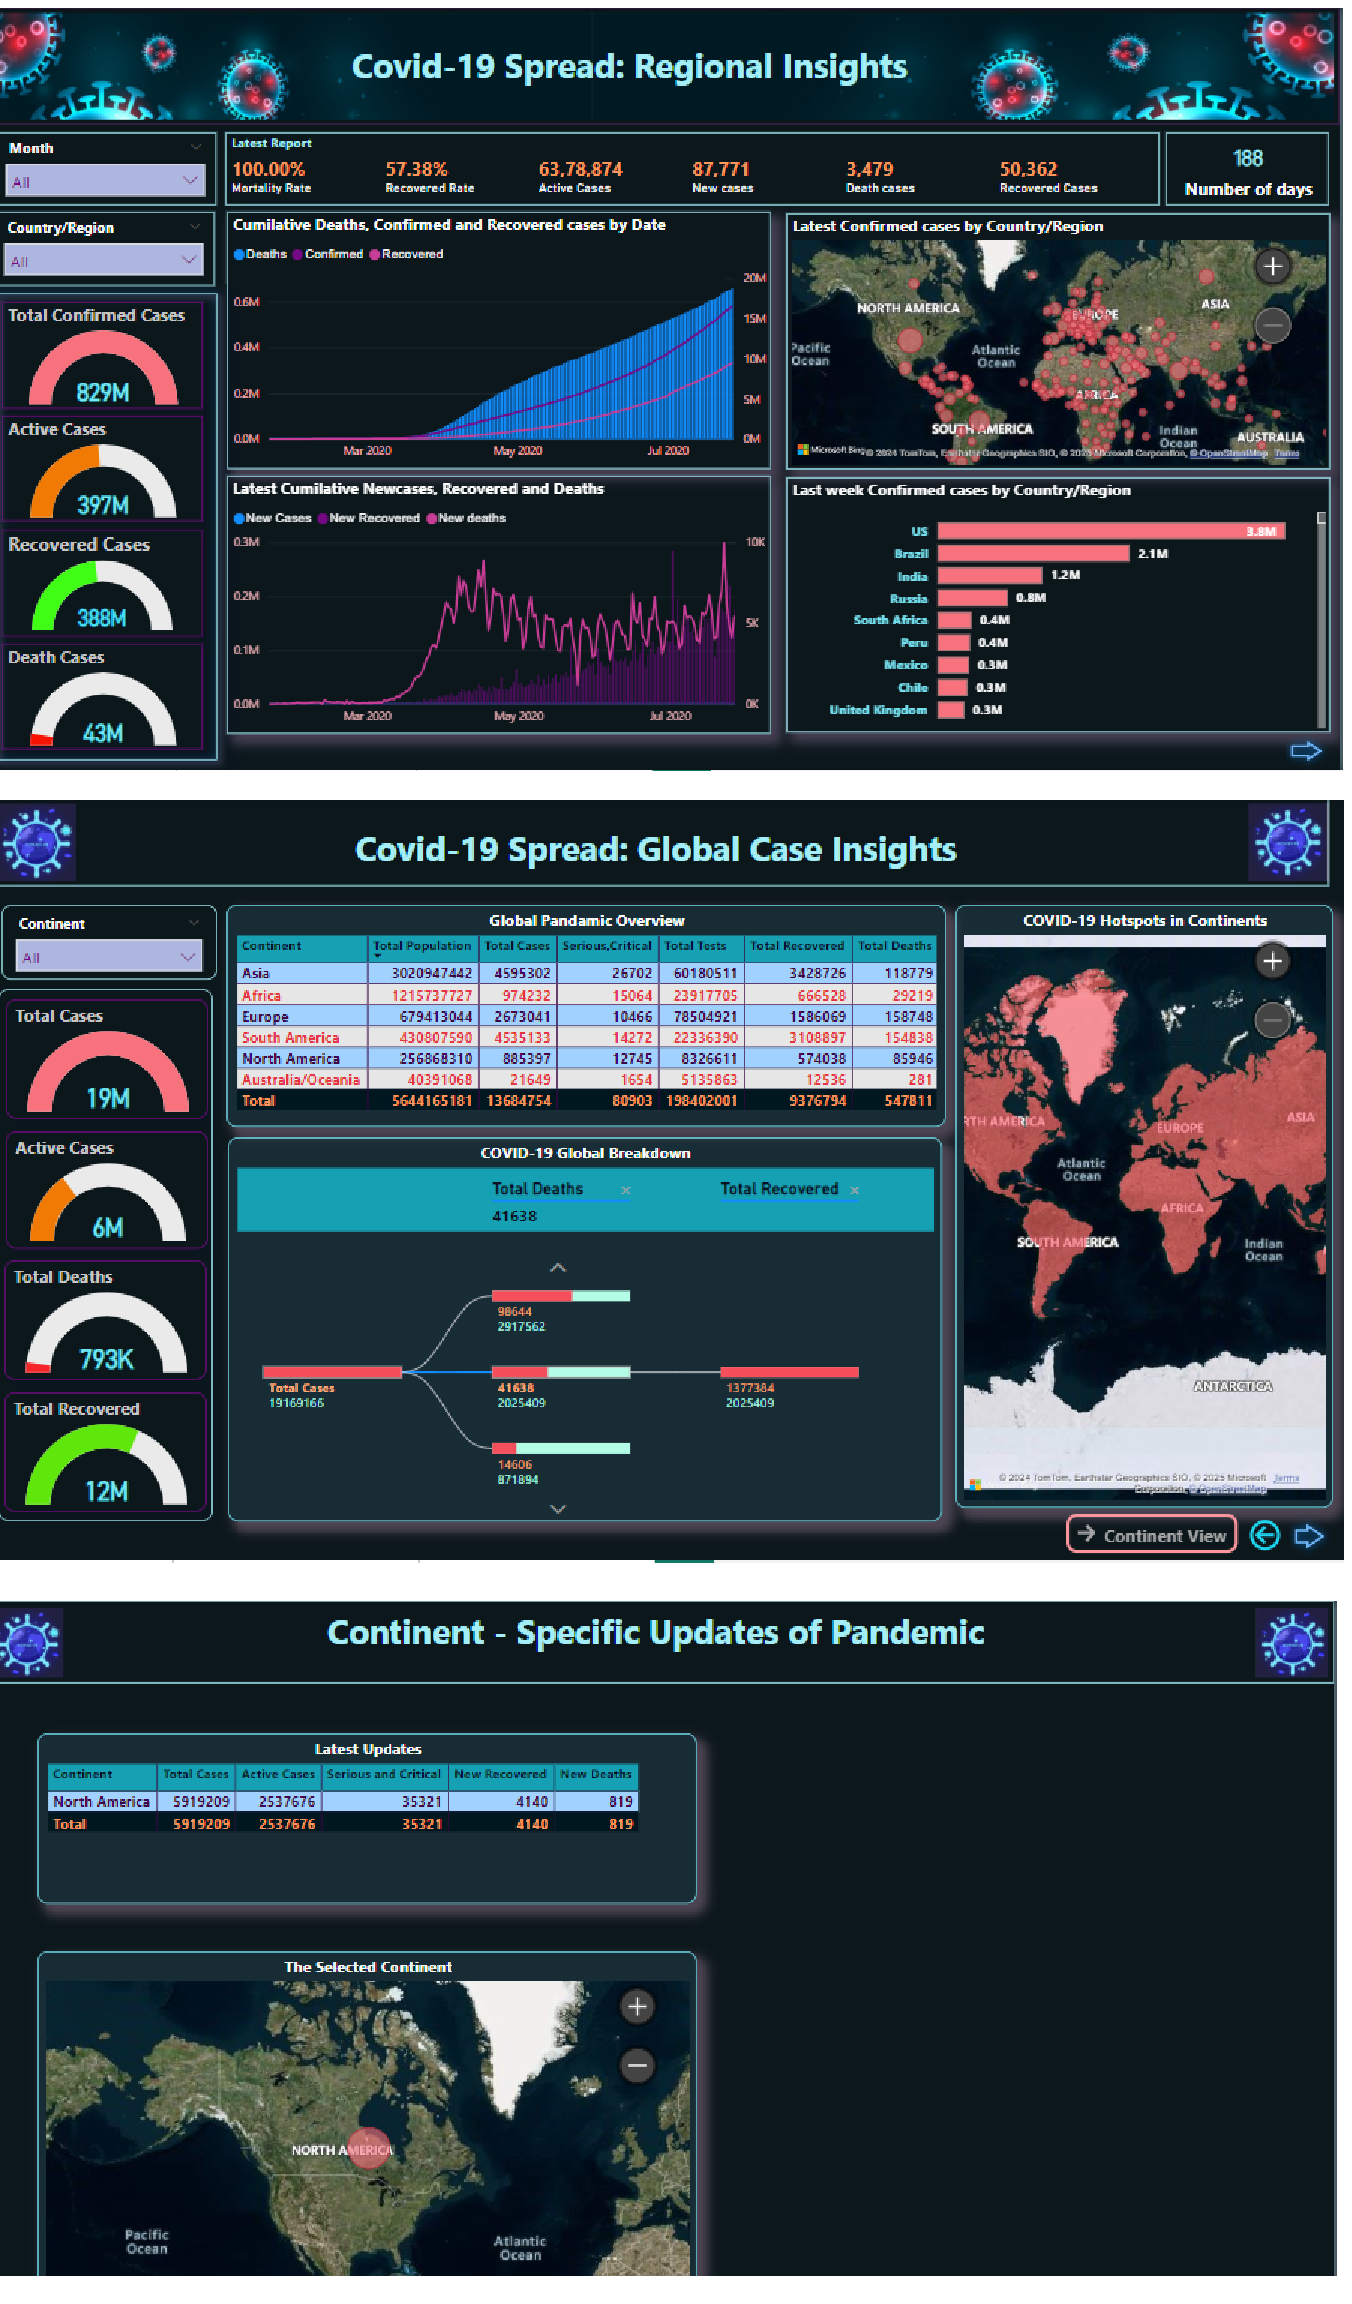 Covid-19 Spread: Regional Insights
Month
All
Country/Region
All
Latest Report
100.00% 57.38% 63,78,874 87,771 3,479 50,362
Mortality Rate Recovered Rate Active Cases New cases Death cases Recovered Cases
188
Number of days
Total Confirmed Cases
829M
Active Cases
397M
Recovered Cases
388M
Death Cases
43M
Cumilative Deaths, Confirmed and Recovered cases by Date
Deaths Confirmed Recovered
20M
0.6M
15M
0.4M
10M
0.2M
5M
0.0M 0M
Mar 2020 May 2020 Jul 2020
Latest Confirmed cases by Country/Region
NORTH AMERICA
EUROPE
ASIA
Pacific
Ocean
Atlantic
Ocean
AFRICA
SOUTH AMERICA
Indian
Ocean
AUSTRALIA
Microsoft Bing
© 2024 TomTom, Earthstar Geographics SIO, © 2025 Microsoft Corporation, © OpenStreetMap Terms
Latest Cumilative Newcases, Recovered and Deaths
New Cases New Recovered New deaths
0.3M 10K
0.2M
5K
0.1M
0.0M 0K
Mar 2020 May 2020 Jul 2020
Last week Confirmed cases by Country/Region
US 3.8M
Brazil 2.1M
India 1.2M
Russia 0.8M
South Africa 0.4M
Peru 0.4M
Mexico 0.3M
Chile 0.3M
United Kingdom 0.3M
Covid-19 Spread: Global Case Insights
Continent
All
Total Cases
19M
Active Cases
6M
Total Deaths
793K
Total Recovered
12M
Global Pandamic Overview
Continent Total Population Total Cases Serious,Critical Total Tests Total Recovered Total Deaths
Asia 3020947442 4595302 26702 60180511 3428726 118779
Africa 1215737727 974232 15064 23917705 666528 29219
Europe 679413044 2673041 10466 78504921 1586069 158748
South America 430807590 4535133 14272 22336390 3108897 154838
North America 256868310 885397 12745 8326611 574038 85946
Australia/Oceania 40391068 21649 1654 5135863 12536 281
Total 5644165181 13684754 80903 198402001 9376794 547811
COVID-19 Global Breakdown
Total Deaths × Total Recovered ×
41638
98644
2917562
Total Cases
19169166
41638
2025409
1377384
2025409
14606
871894
COVID-19 Hotspots in Continents
RTH AMERICA
EUROPE
ASIA
Atlantic
Ocean
AFRICA
SOUTH AMERICA
Indian
Ocean
ANTARCTICA
© 2024 TomTom, Earthstar Geographics SIO, © 2025 Microsoft Terms
Corporation, © OpenStreetMap
Continent View
Continent - Specific Updates of Pandemic
Latest Updates
Continent Total Cases Active Cases Serious and Critical New Recovered New Deaths
North America 5919209 2537676 35321 4140 819
Total 5919209 2537676 35321 4140 819
The Selected Continent
NORTH AMERICA
Pacific
Ocean
Atlantic
Ocean